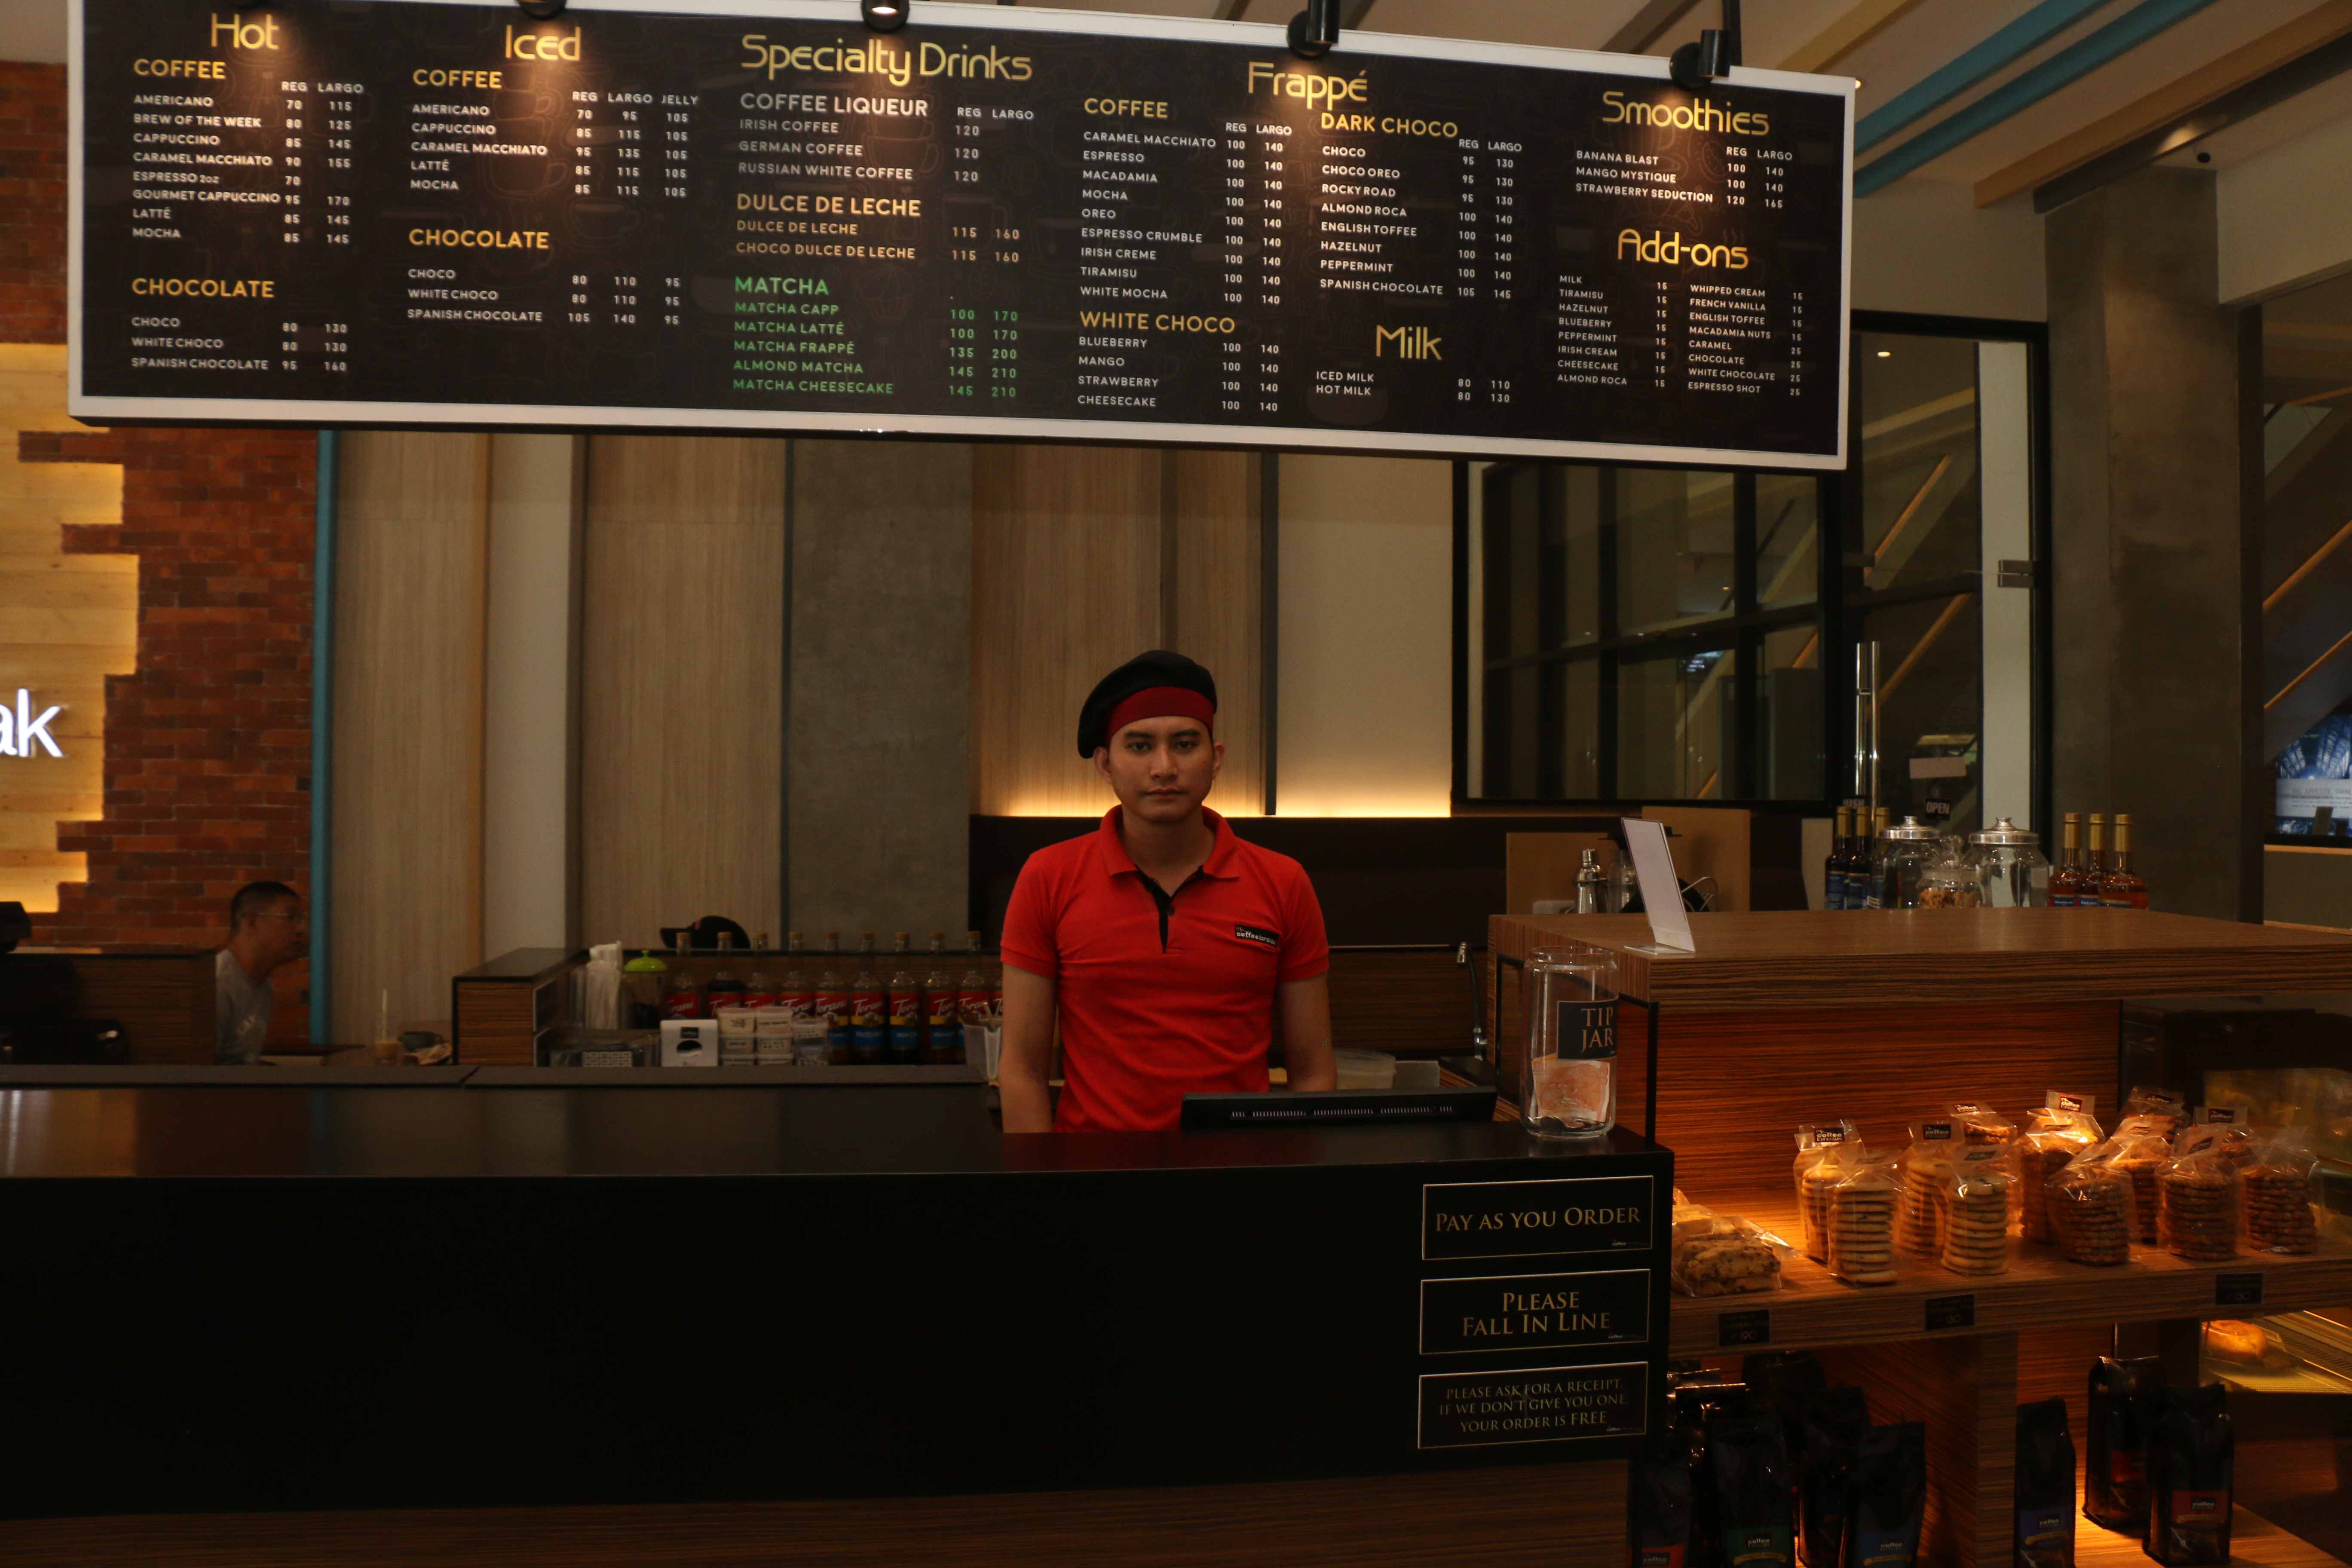 Hot
COFFEE
REG LARGO
AMERICANO 70 115
BREW OF THE WEEK 80 125
CAPPUCCINO 85 145
CARAMEL MACCHIATO 90 155
ESPRESSO 2oz 70
GOURMET CAPPUCCINO 95 170
LATTÉ 85 145
MOCHA 85 145
CHOCOLATE
CHOCO 80 130
WHITE CHOCO 80 130
SPANISH CHOCOLATE 95 160
Iced
COFFEE
REG LARGO JELLY
AMERICANO 70 95 105
CAPPUCCINO 85 115 105
CARAMEL MACCHIATO 95 135 105
LATTÉ 85 115 105
MOCHA 85 115 105
CHOCOLATE
CHOCO 80 110 95
WHITE CHOCO 80 110 95
SPANISH CHOCOLATE 105 140 95
Specialty Drinks
COFFEE LIQUEUR REG LARGO
IRISH COFFEE 120
GERMAN COFFEE 120
RUSSIAN WHITE COFFEE 120
DULCE DE LECHE
DULCE DE LECHE 115 160
CHOCO DULCE DE LECHE 115 160
MATCHA
MATCHA CAPP 100 170
MATCHA LATTÉ 100 170
MATCHA FRAPPÉ 135 200
ALMOND MATCHA 145 210
MATCHA CHEESECAKE 145 210
Frappé
COFFEE
REG LARGO
CARAMEL MACCHIATO 100 140
ESPRESSO 100 140
MACADAMIA 100 140
MOCHA 100 140
OREO 100 140
ESPRESSO CRUMBLE 100 140
IRISH CREME 100 140
TIRAMISU 100 140
WHITE MOCHA 100 140
WHITE CHOCO
BLUEBERRY 100 140
MANGO 100 140
STRAWBERRY 100 140
CHEESECAKE 100 140
DARK CHOCO
REG LARGO
CHOCO 95 130
CHOCO OREO 95 130
ROCKY ROAD 95 130
ALMOND ROCA 100 140
ENGLISH TOFFEE 100 140
HAZELNUT 100 140
PEPPERMINT 100 140
SPANISH CHOCOLATE 105 145
Milk
ICED MILK 80 110
HOT MILK 80 130
Smoothies
REG LARGO
BANANA BLAST 100 140
MANGO MYSTIQUE 100 140
STRAWBERRY SEDUCTION 120 165
Add-ons
MILK 15
TIRAMISU 15
HAZELNUT 15
BLUEBERRY 15
PEPPERMINT 15
IRISH CREAM 15
CHEESECAKE 15
ALMOND ROCA 15
WHIPPED CREAM 15
FRENCH VANILLA 15
ENGLISH TOFFEE 15
MACADAMIA NUTS 15
CARAMEL 25
CHOCOLATE 25
WHITE CHOCOLATE 25
ESPRESSO SHOT 25
ak
OPEN
coffee break
Torani
TIP
JAR
PAY AS YOU ORDER
PLEASE
FALL IN LINE
PLEASE ASK FOR A RECEIPT.
IF WE DON'T GIVE YOU ONE,
YOUR ORDER IS FREE